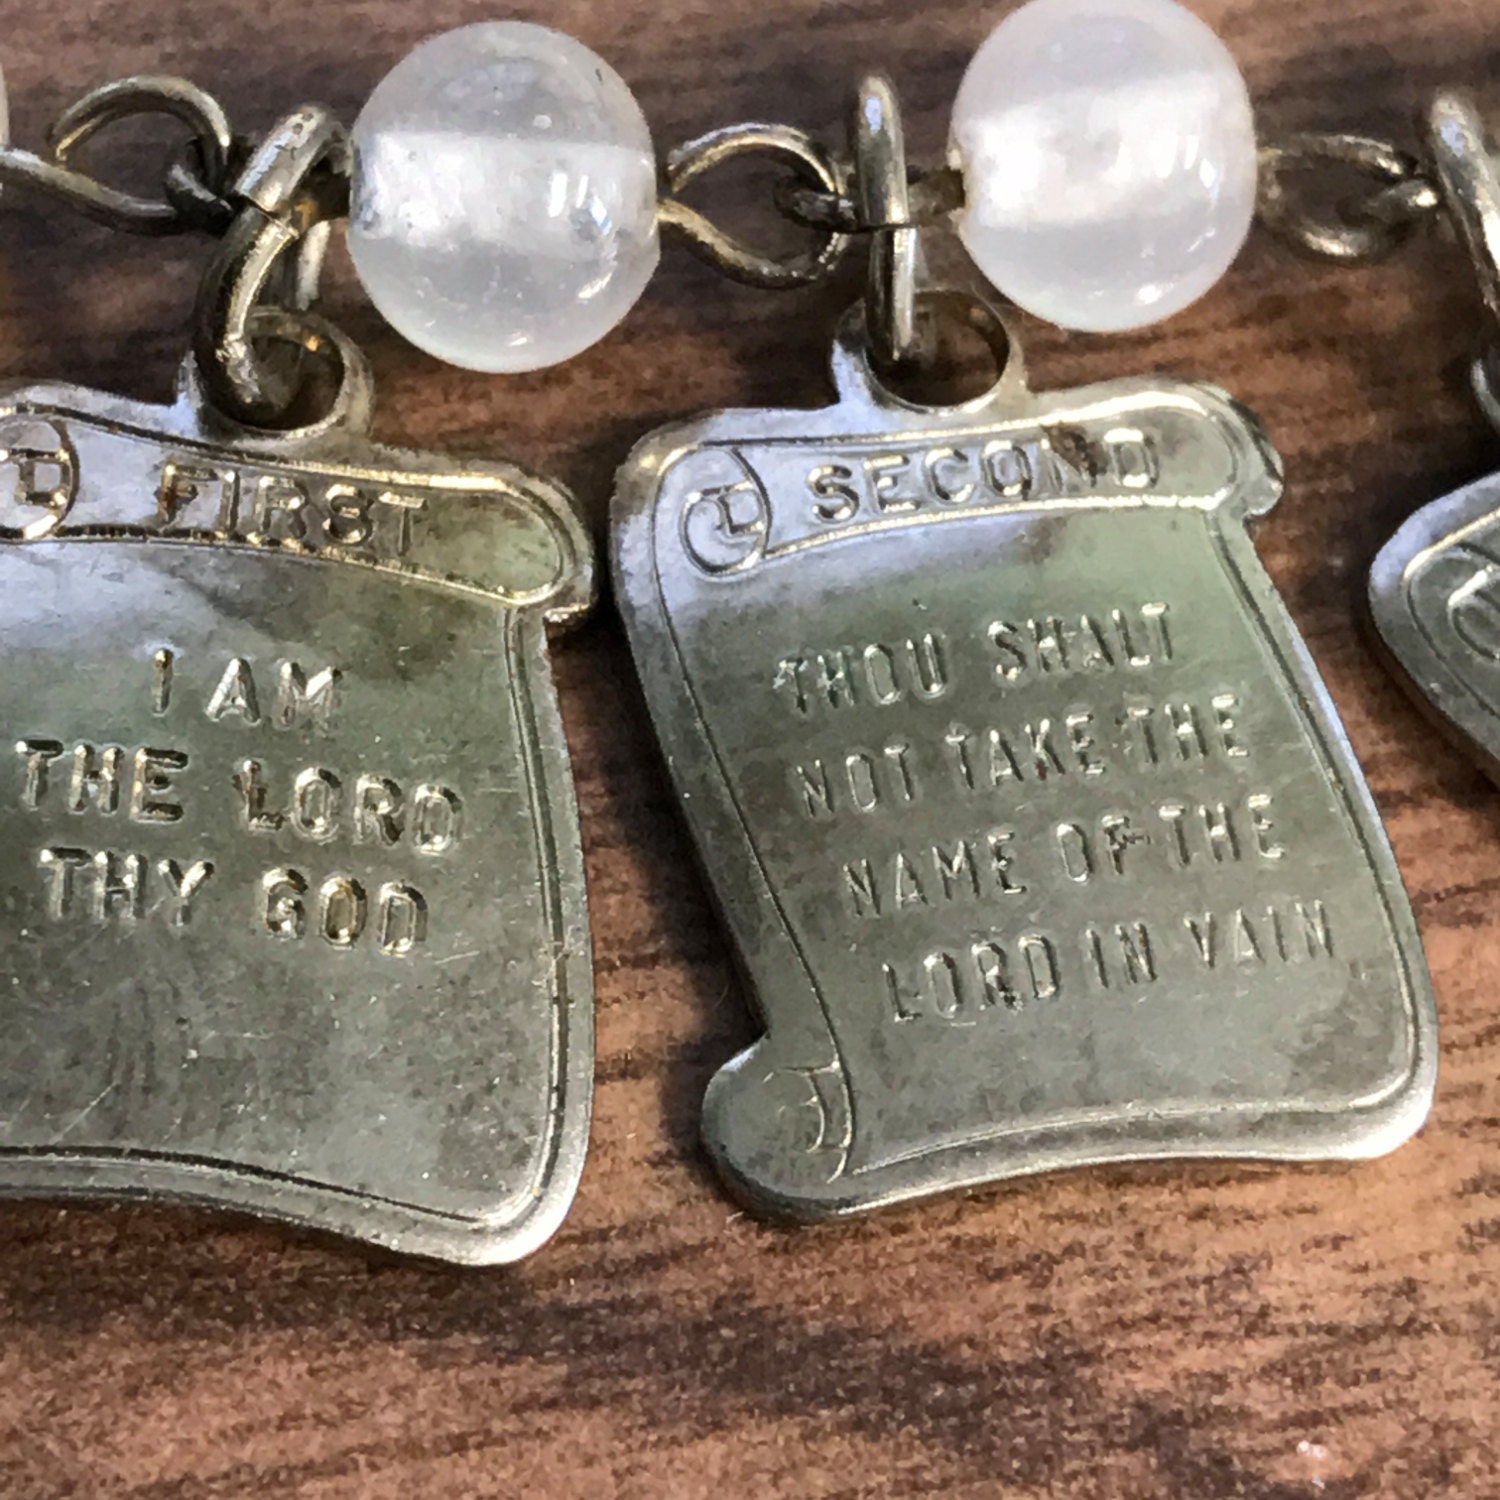 FIRST
I AM
THE LORD
THY GOD
SECOND
THOU SHALT
NOT TAKE THE
NAME OF THE
LORD IN VAIN